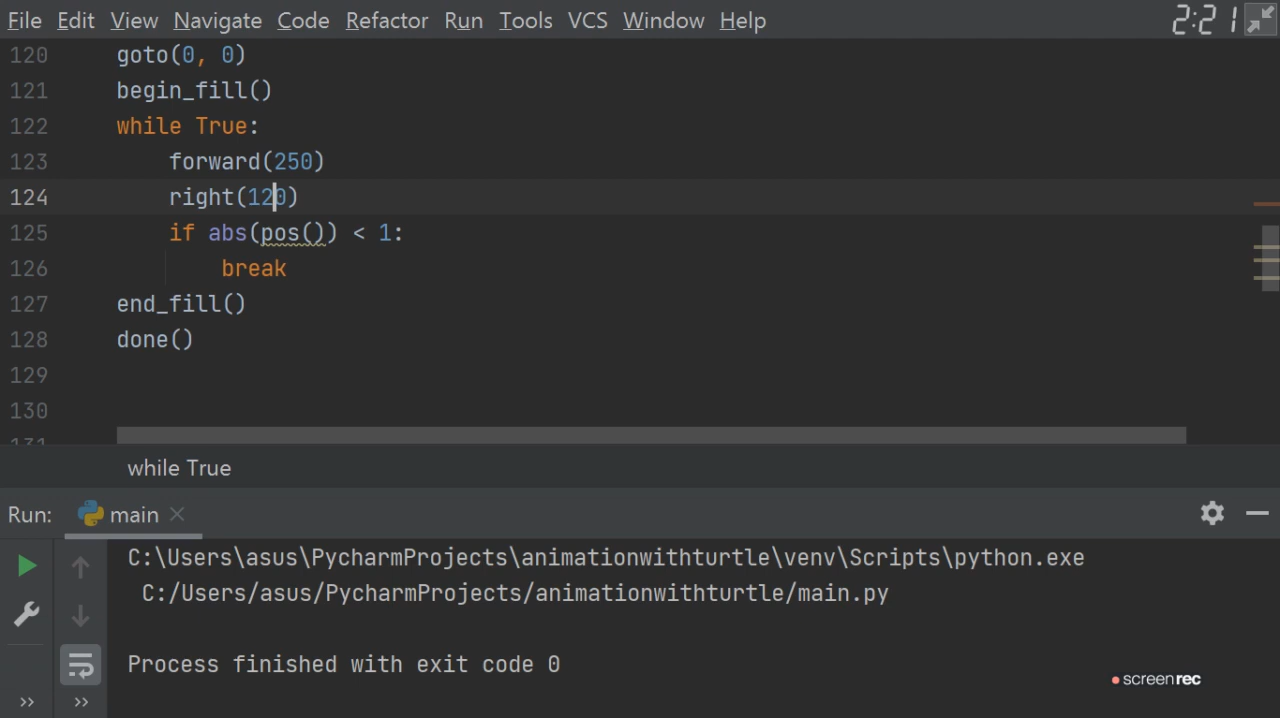 File Edit View Navigate Code Refactor Run Tools VCS Window Help 2:21
120 goto(0, 0)
121 begin_fill()
122 while True:
123 forward(250)
124 right(120)
125 if abs(pos()) < 1:
126 break
127 end_fill()
128 done()
129
130
131
while True
Run: main
C:\Users\asus\PycharmProjects\animationwithturtle\venv\Scripts\python.exe
C:/Users/asus/PycharmProjects/animationwithturtle/main.py
Process finished with exit code 0
screenrec